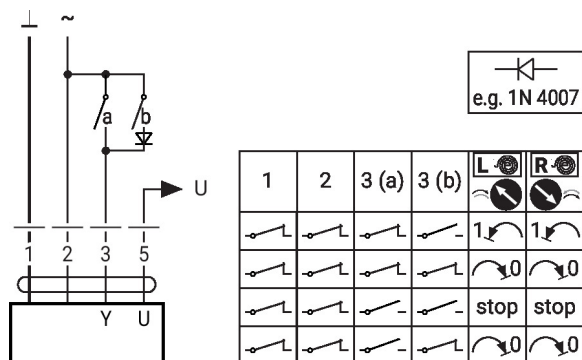 ⊥ ~
e.g. 1N 4007
a b
U
1 2 3 5
Y U
1 2 3 (a) 3 (b) L R
1 1
0 0
stop stop
0 0